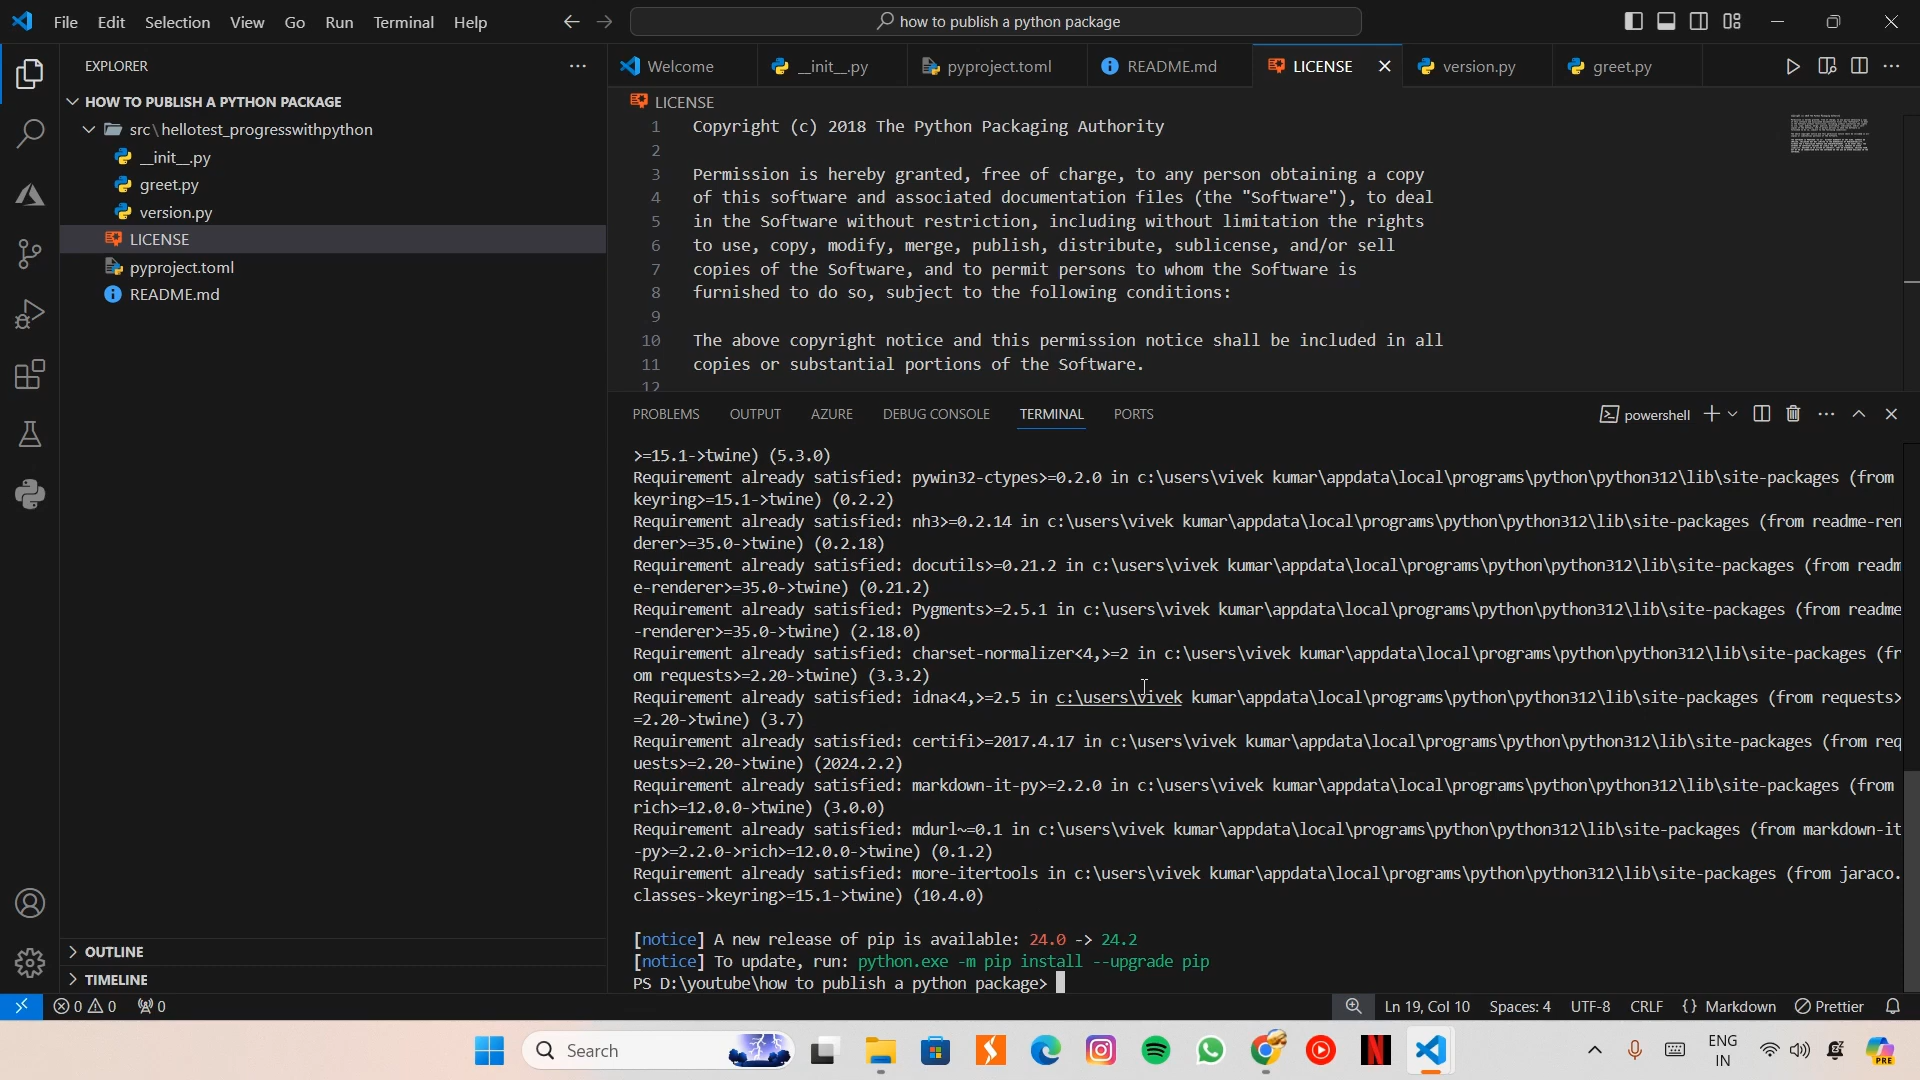 File Edit Selection View Go Run Terminal Help
how to publish a python package
EXPLORER
HOW TO PUBLISH A PYTHON PACKAGE
src\hellotest_progresswithpython
__init__.py
greet.py
version.py
LICENSE
pyproject.toml
README.md
OUTLINE
TIMELINE
Welcome __init__.py pyproject.toml README.md LICENSE version.py greet.py
LICENSE
1 Copyright (c) 2018 The Python Packaging Authority
2
3 Permission is hereby granted, free of charge, to any person obtaining a copy
4 of this software and associated documentation files (the "Software"), to deal
5 in the Software without restriction, including without limitation the rights
6 to use, copy, modify, merge, publish, distribute, sublicense, and/or sell
7 copies of the Software, and to permit persons to whom the Software is
8 furnished to do so, subject to the following conditions:
9
10 The above copyright notice and this permission notice shall be included in all
11 copies or substantial portions of the Software.
12
PROBLEMS OUTPUT AZURE DEBUG CONSOLE TERMINAL PORTS
powershell
>=15.1->twine) (5.3.0)
Requirement already satisfied: pywin32-ctypes>=0.2.0 in c:\users\vivek kumar\appdata\local\programs\python\python312\lib\site-packages (from
keyring>=15.1->twine) (0.2.2)
Requirement already satisfied: nh3>=0.2.14 in c:\users\vivek kumar\appdata\local\programs\python\python312\lib\site-packages (from readme-ren
derer>=35.0->twine) (0.2.18)
Requirement already satisfied: docutils>=0.21.2 in c:\users\vivek kumar\appdata\local\programs\python\python312\lib\site-packages (from readm
e-renderer>=35.0->twine) (0.21.2)
Requirement already satisfied: Pygments>=2.5.1 in c:\users\vivek kumar\appdata\local\programs\python\python312\lib\site-packages (from readme
-renderer>=35.0->twine) (2.18.0)
Requirement already satisfied: charset-normalizer<4,>=2 in c:\users\vivek kumar\appdata\local\programs\python\python312\lib\site-packages (fr
om requests>=2.20->twine) (3.3.2)
Requirement already satisfied: idna<4,>=2.5 in c:\users\vivek kumar\appdata\local\programs\python\python312\lib\site-packages (from requests>
=2.20->twine) (3.7)
Requirement already satisfied: certifi>=2017.4.17 in c:\users\vivek kumar\appdata\local\programs\python\python312\lib\site-packages (from req
uests>=2.20->twine) (2024.2.2)
Requirement already satisfied: markdown-it-py>=2.2.0 in c:\users\vivek kumar\appdata\local\programs\python\python312\lib\site-packages (from
rich>=12.0.0->twine) (3.0.0)
Requirement already satisfied: mdurl~=0.1 in c:\users\vivek kumar\appdata\local\programs\python\python312\lib\site-packages (from markdown-it
-py>=2.2.0->rich>=12.0.0->twine) (0.1.2)
Requirement already satisfied: more-itertools in c:\users\vivek kumar\appdata\local\programs\python\python312\lib\site-packages (from jaraco.
classes->keyring>=15.1->twine) (10.4.0)
[notice] A new release of pip is available: 24.0 -> 24.2
[notice] To update, run: python.exe -m pip install --upgrade pip
PS D:\youtube\how to publish a python package>
0 0 0
Ln 19, Col 10 Spaces: 4 UTF-8 CRLF {} Markdown Prettier
Search
ENG
IN
PRE